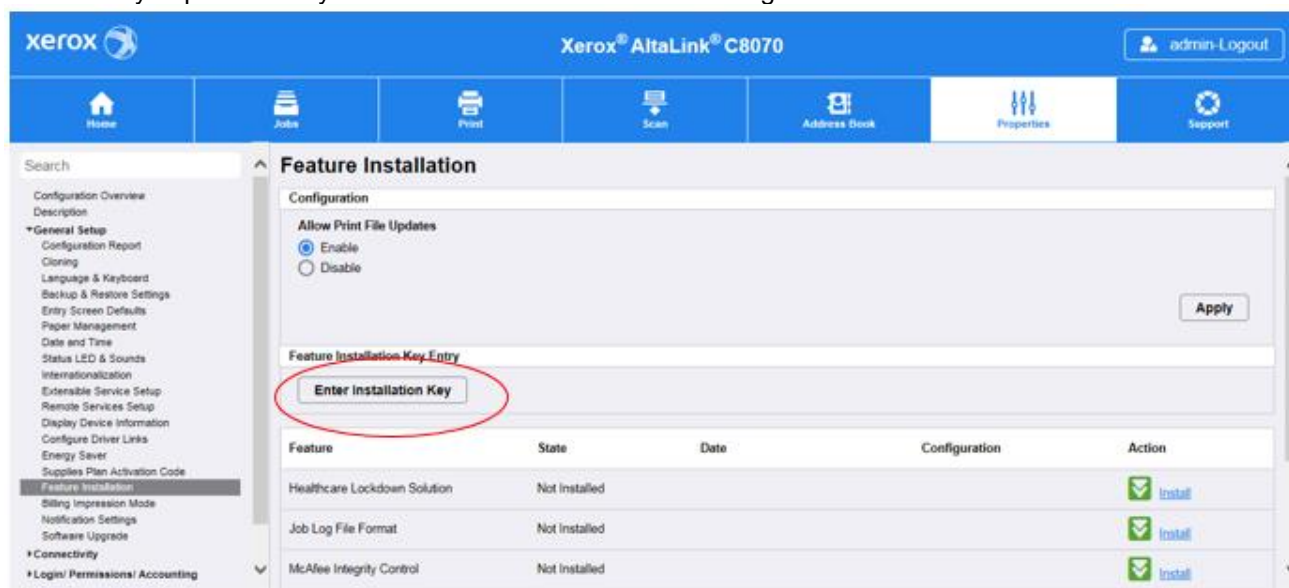 xerox
Xerox® AltaLink® C8070
admin-Logout
Home
Jobs
Print
Scan
Address Book
Properties
Support
Search
Configuration Overview
Description
General Setup
Configuration Report
Cloning
Language & Keyboard
Backup & Restore Settings
Entry Screen Defaults
Paper Management
Date and Time
Status LED & Sounds
Internationalization
Extensible Service Setup
Remote Services Setup
Display Device Information
Configure Driver Links
Energy Saver
Supplies Plan Activation Code
Feature Installation
Billing Impression Mode
Notification Settings
Software Upgrade
Connectivity
Login/ Permissions/ Accounting
Feature Installation
Configuration
Allow Print File Updates
Enable
Disable
Apply
Feature Installation Key Entry
Enter Installation Key
Feature State Date Configuration Action
Healthcare Lockdown Solution Not Installed Install
Job Log File Format Not Installed Install
McAfee Integrity Control Not Installed Install